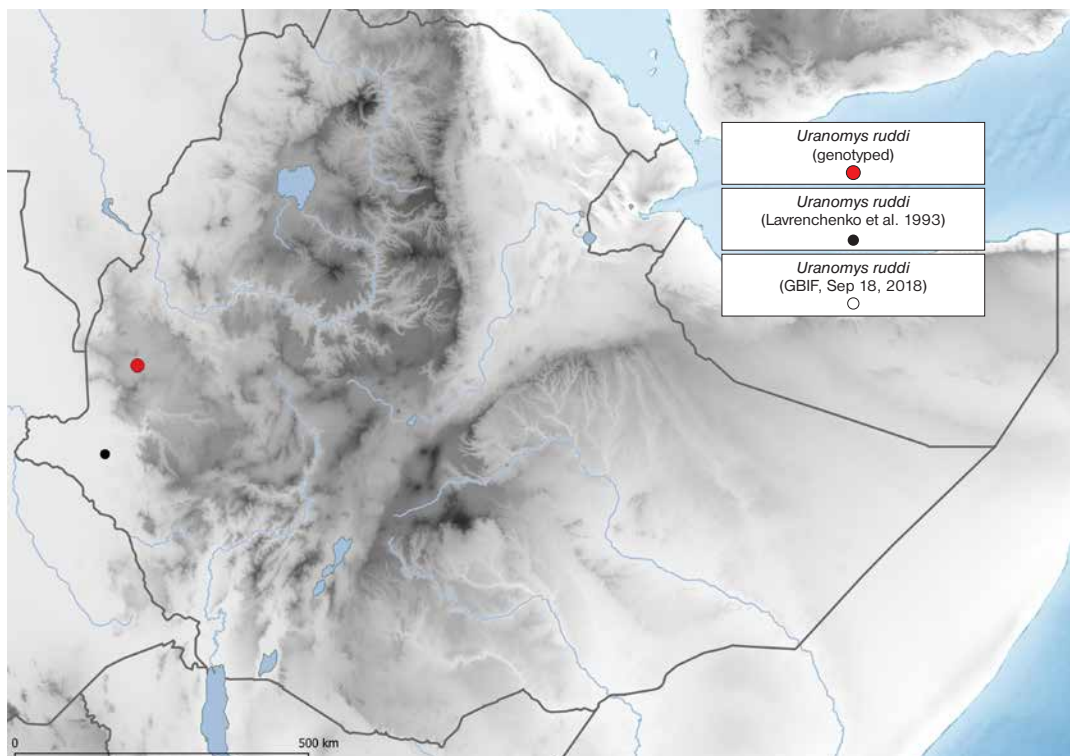 Uranomys ruddi
(genotyped)
Uranomys ruddi
(Lavrenchenko et al. 1993)
Uranomys ruddi
(GBIF, Sep 18, 2018)
0
500 km